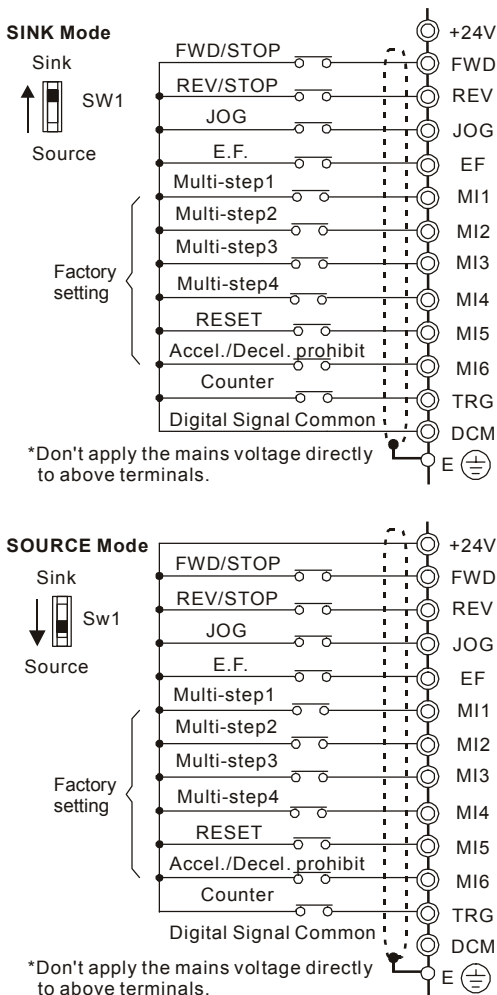 SINK Mode
Sink
SW1
Source
FWD/STOP
REV/STOP
JOG
E.F.
Multi-step1
Multi-step2
Multi-step3
Multi-step4
RESET
Accel./Decel. prohibit
Counter
Digital Signal Common
Factory
setting
+24V
FWD
REV
JOG
EF
MI1
MI2
MI3
MI4
MI5
MI6
TRG
DCM
E
*Don't apply the mains voltage directly
to above terminals.
SOURCE Mode
Sink
Sw1
Source
FWD/STOP
REV/STOP
JOG
E.F.
Multi-step1
Multi-step2
Multi-step3
Multi-step4
RESET
Accel./Decel. prohibit
Counter
Digital Signal Common
Factory
setting
+24V
FWD
REV
JOG
EF
MI1
MI2
MI3
MI4
MI5
MI6
TRG
DCM
E
*Don't apply the mains voltage directly
to above terminals.